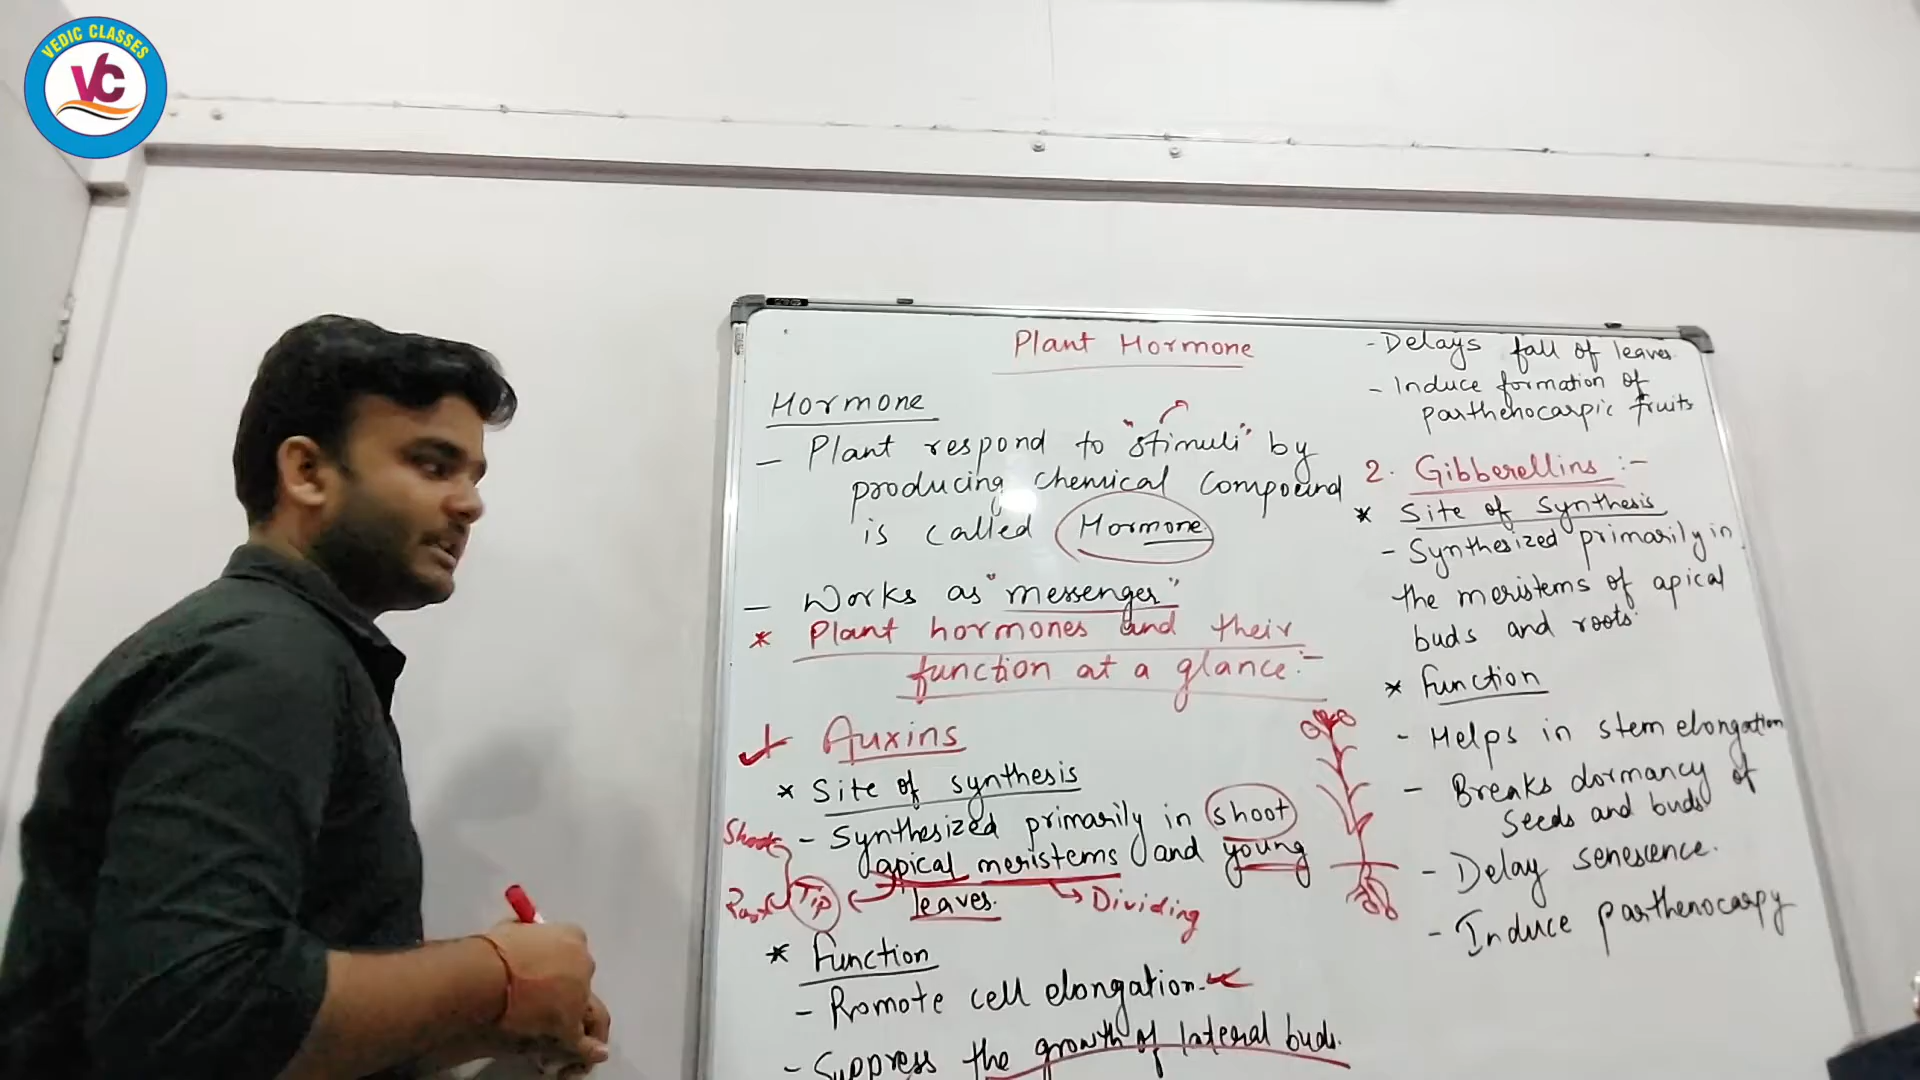 VEDIC CLASSES
VC
Plant Hormone
Hormone
- Plant respond to "stimuli" by
producing chemical compound
is called Hormone
- Works as "messenger"
* Plant hormones and their
function at a glance:-
Auxins
* Site of synthesis
- Synthesized primarily in shoot
apical meristems and young
leaves.
Shoot
Root
Tip
Dividing
* Function
- Promote cell elongation.
- Suppress the growth of lateral buds.
- Delays fall of leaves
- Induce formation of
parthenocarpic fruits
2. Gibberellins :-
* Site of Synthesis
- Synthesized primarily in
the meristems of apical
buds and roots.
* Function
- Helps in stem elongation
- Breaks dormancy of
seeds and buds
- Delay senescence.
- Induce parthenocarpy